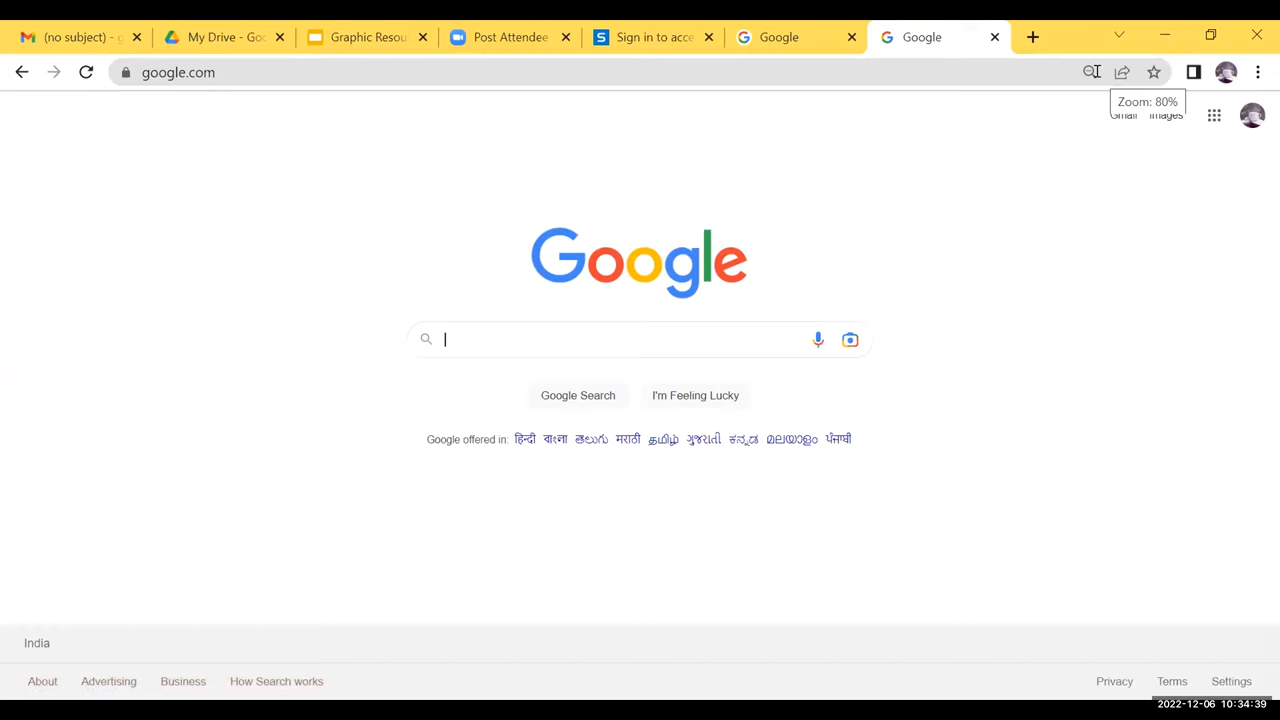 (no subject) - g
My Drive - Goo
Graphic Resou
Post Attendee
Sign in to acce
Google
Google
google.com
Zoom: 80%
Gmail Images
Google
Google Search
I'm Feeling Lucky
Google offered in: हिन्दी বাংলা తెలుగు मराठी தமிழ் ગુજરાતી ಕನ್ನಡ മലയാളം ਪੰਜਾਬੀ
India
About Advertising Business How Search works
Privacy Terms Settings
2022-12-06 10:34:39